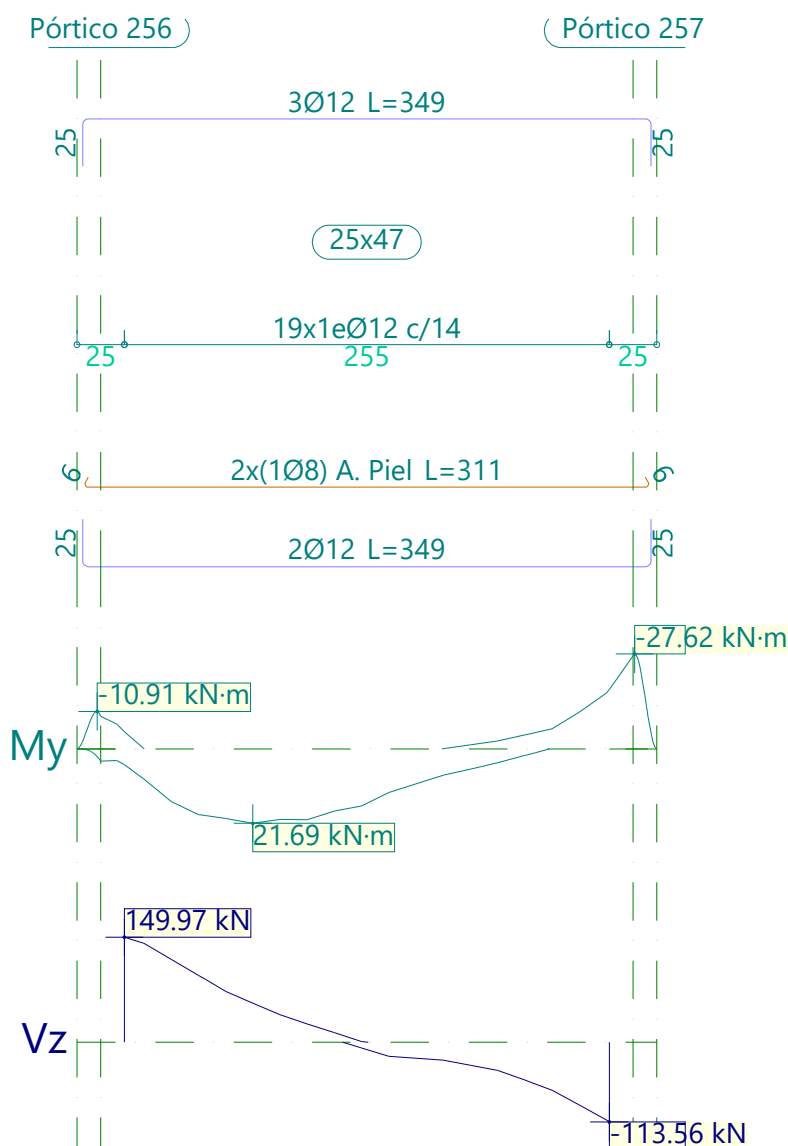 Pórtico 256
Pórtico 257
3Ø12 L=349
25
25
25x47
19x1eØ12 c/14
25
255
25
6
2x(1Ø8) A. Piel L=311
6
25
2Ø12 L=349
25
-27.62 kN·m
-10.91 kN·m
My
21.69 kN·m
149.97 kN
Vz
-113.56 kN